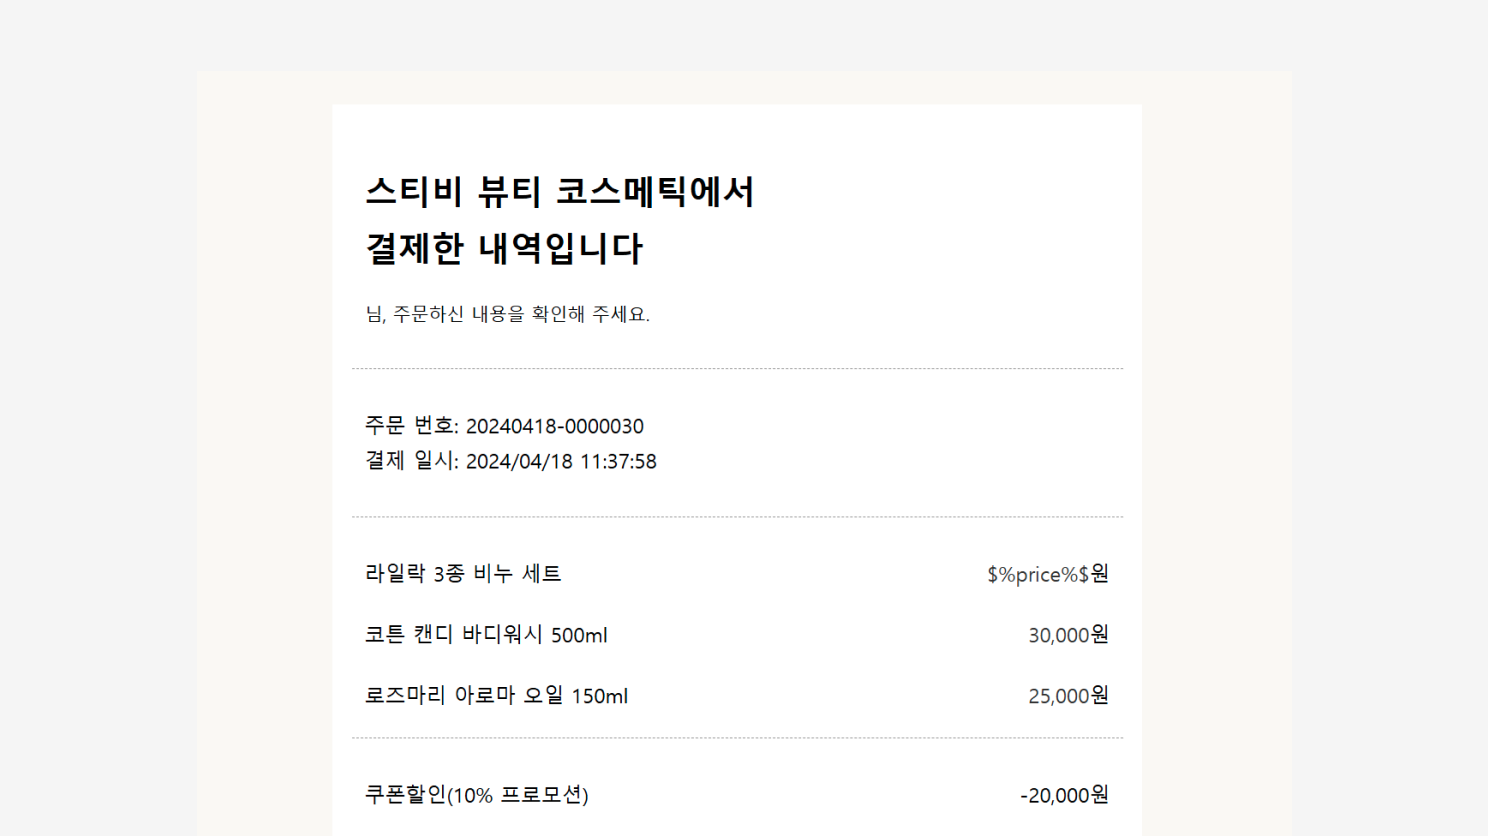 스티비 뷰티 코스메틱에서
결제한 내역입니다
님, 주문하신 내용을 확인해 주세요.
주문 번호: 20240418-0000030
결제 일시: 2024/04/18 11:37:58
라일락 3종 비누 세트 $%price%$원
코튼 캔디 바디워시 500ml 30,000원
로즈마리 아로마 오일 150ml 25,000원
쿠폰할인(10% 프로모션) -20,000원